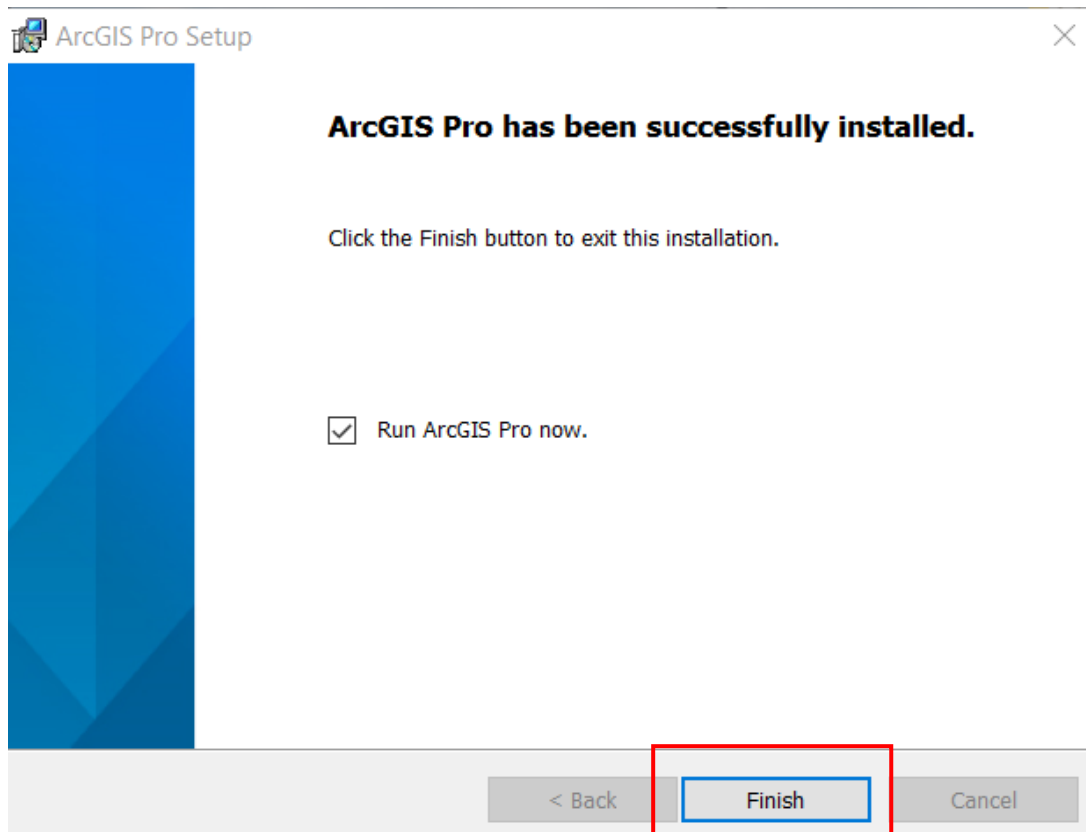 ArcGIS Pro Setup
ArcGIS Pro has been successfully installed.
Click the Finish button to exit this installation.
Run ArcGIS Pro now.
< Back
Finish
Cancel